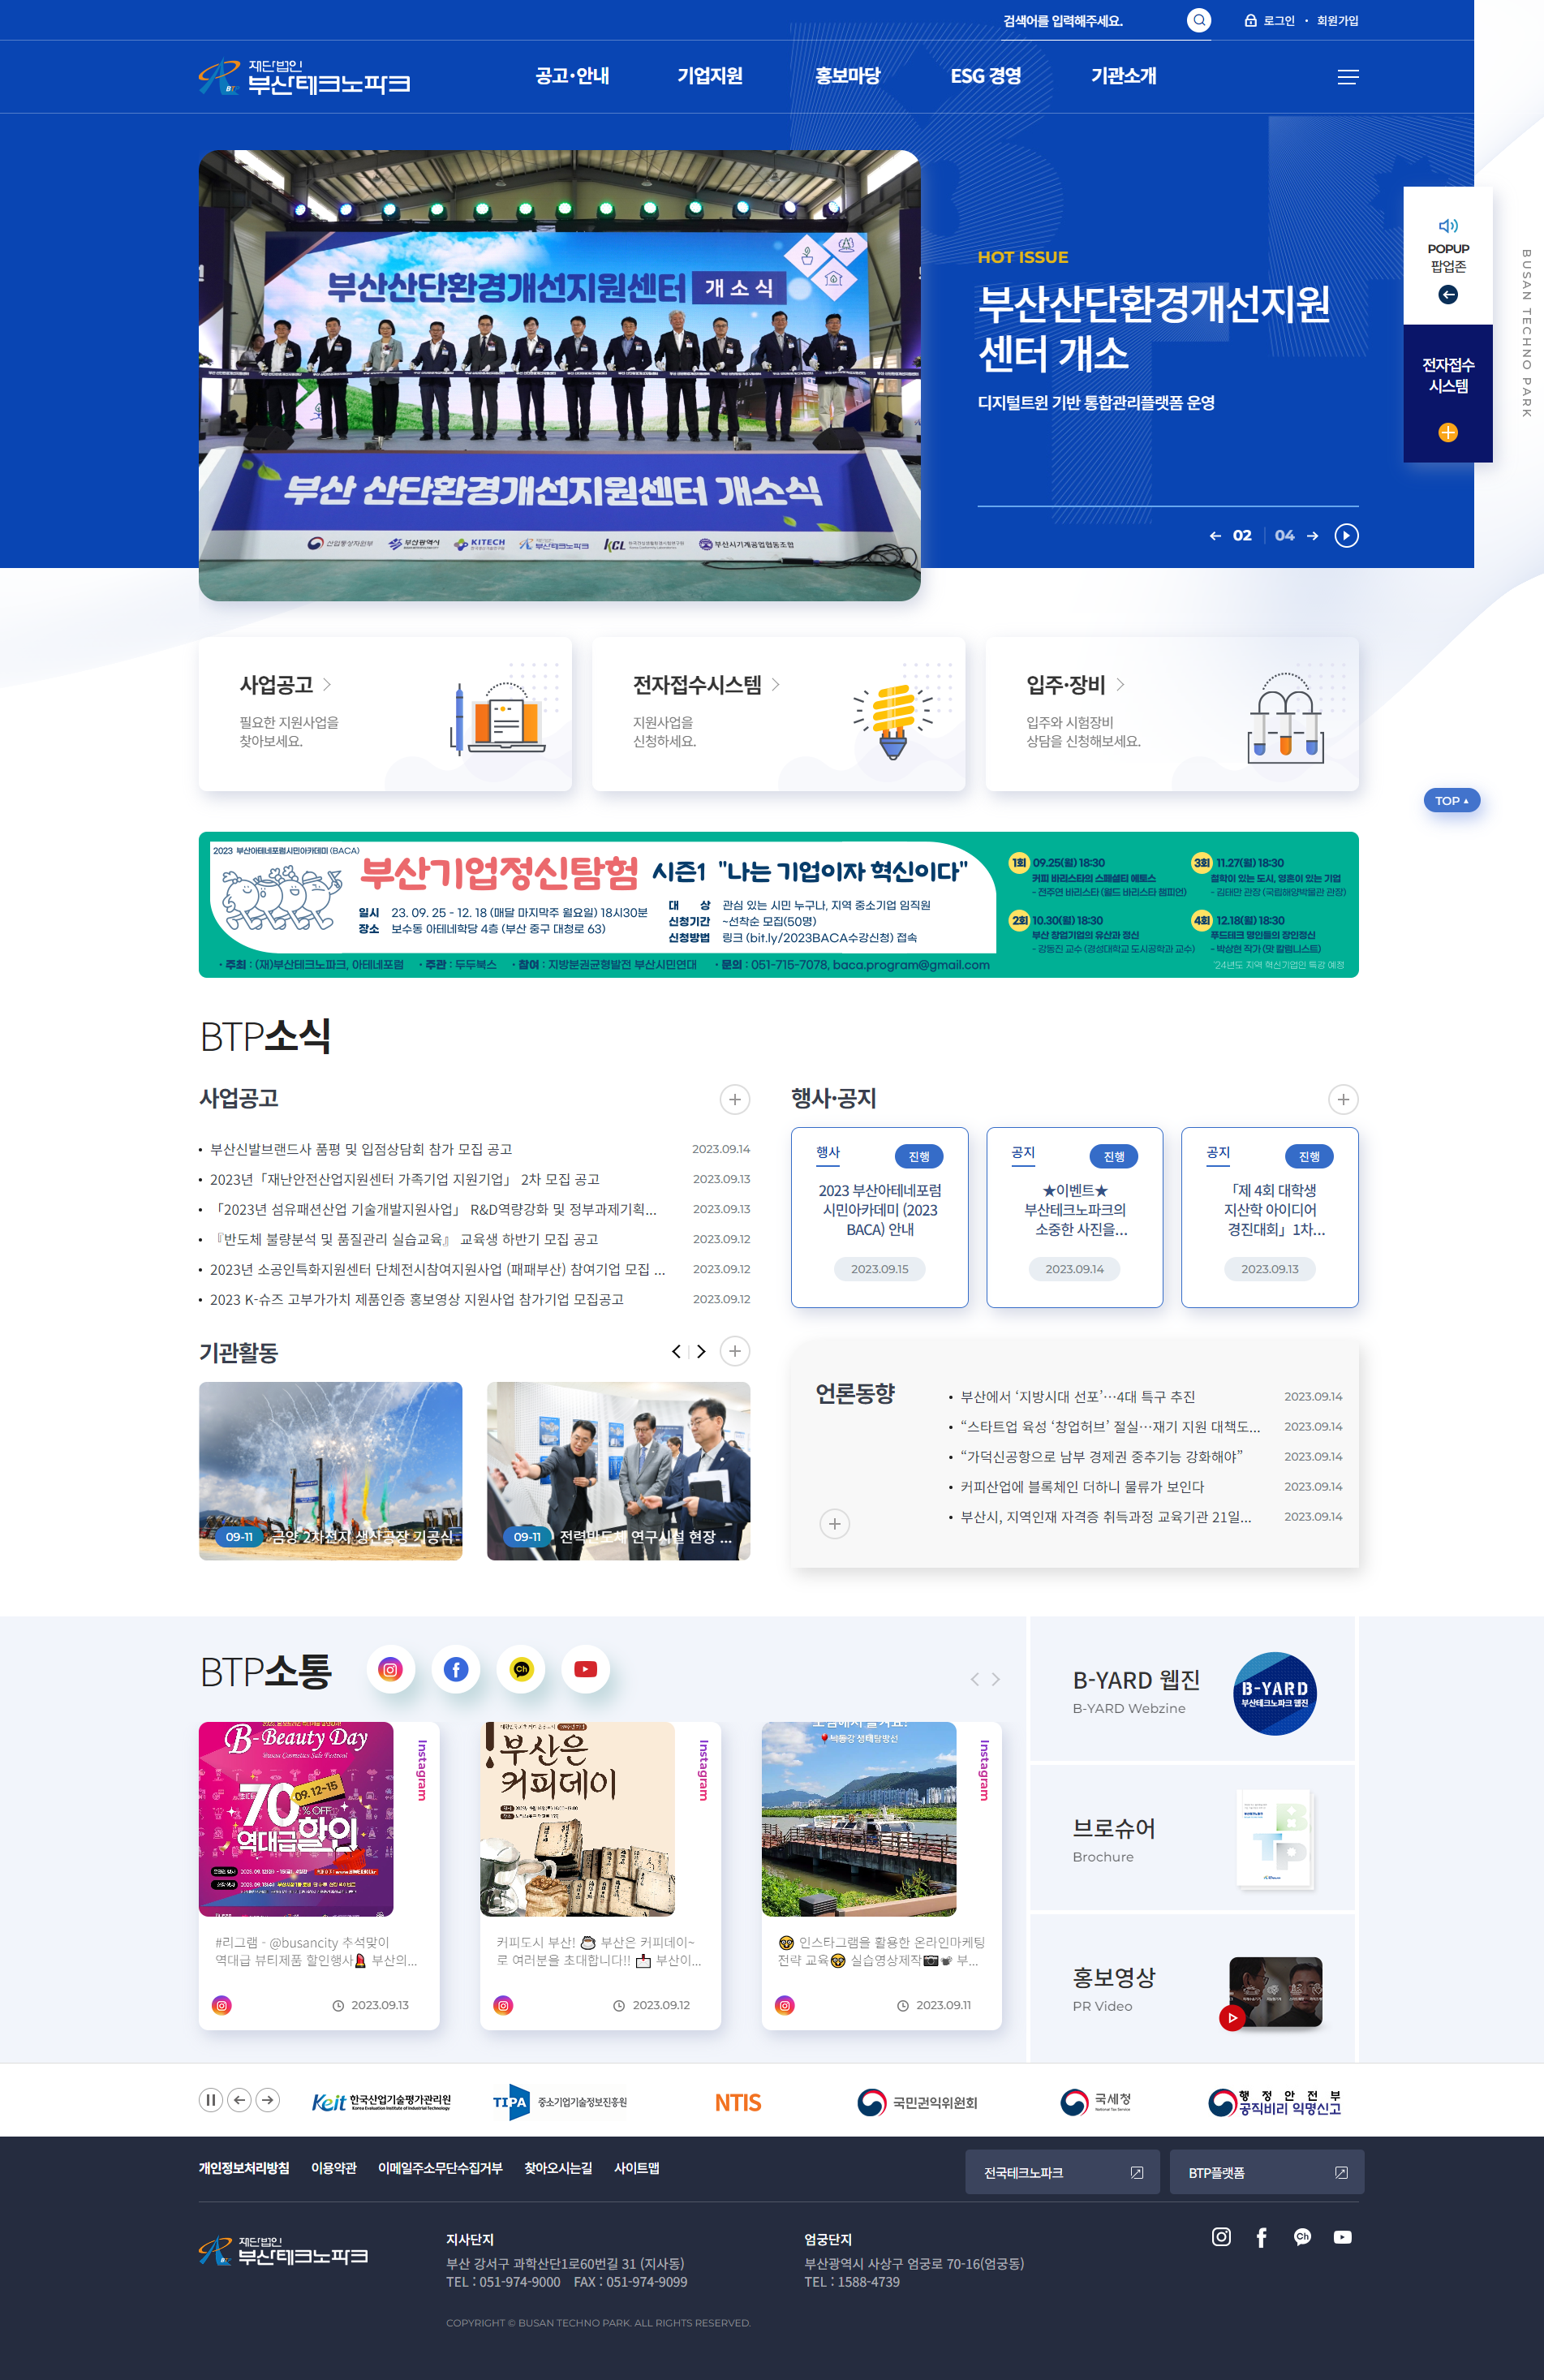 검색어를 입력해주세요.
로그인 · 회원가입
재단법인
부산테크노파크
공고·안내
기업지원
홍보마당
ESG 경영
기관소개
부산산단환경개선지원센터 개소식
부산 산단환경개선지원센터 개소식
산업통상자원부
부산광역시
KITECH
부산테크노파크
KCL
부산시기계공업협동조합
HOT ISSUE
부산산단환경개선지원
센터 개소
디지털트윈 기반 통합관리플랫폼 운영
02
04
POPUP
팝업존
전자접수
시스템
BUSAN TECHNO PARK
사업공고
필요한 지원사업을
찾아보세요.
전자접수시스템
지원사업을
신청하세요.
입주·장비
입주와 시험장비
상담을 신청해보세요.
TOP ▲
2023 부산아테네포럼시민아카데미 (BACA)
부산기업정신탐험 시즌1 "나는 기업이자 혁신이다"
일시 23. 09. 25 - 12. 18 (매달 마지막주 월요일) 18시30분
장소 보수동 아테네학당 4층 (부산 중구 대청로 63)
대 상 관심 있는 시민 누구나, 지역 중소기업 임직원
신청기간 ~선착순 모집(50명)
신청방법 링크 (bit.ly/2023BACA수강신청) 접속
· 주최 : (재)부산테크노파크, 아테네포럼 · 주관 : 두두북스 · 참여 : 지방분권균형발전 부산시민연대 · 문의 : 051-715-7078, baca.program@gmail.com
1회 09.25(월) 18:30
커피 바리스타의 스페셜티 에토스
- 전주연 바리스타 (월드 바리스타 챔피언)
2회 10.30(월) 18:30
부산 창업기업의 유산과 정신
- 강동진 교수 (경성대학교 도시공학과 교수)
3회 11.27(월) 18:30
철학이 있는 도시, 영혼이 있는 기업
- 김태만 관장 (국립해양박물관 관장)
4회 12.18(월) 18:30
푸드테크 명인들의 장인정신
- 박상현 작가 (맛 칼럼니스트)
'24년도 지역 혁신기업인 특강 예정
BTP소식
사업공고
부산신발브랜드사 품평 및 입점상담회 참가 모집 공고 2023.09.14
2023년「재난안전산업지원센터 가족기업 지원기업」 2차 모집 공고 2023.09.13
「2023년 섬유패션산업 기술개발지원사업」 R&D역량강화 및 정부과제기획... 2023.09.13
『반도체 불량분석 및 품질관리 실습교육』 교육생 하반기 모집 공고 2023.09.12
2023년 소공인특화지원센터 단체전시참여지원사업 (패패부산) 참여기업 모집 ... 2023.09.12
2023 K-슈즈 고부가가치 제품인증 홍보영상 지원사업 참가기업 모집공고 2023.09.12
행사·공지
행사 진행
2023 부산아테네포럼
시민아카데미 (2023
BACA) 안내
2023.09.15
공지 진행
★이벤트★
부산테크노파크의
소중한 사진을...
2023.09.14
공지 진행
「제 4회 대학생
지산학 아이디어
경진대회」1차...
2023.09.13
기관활동
09-11 금양 2차전지 생산공장 기공식
09-11 전력반도체 연구시설 현장 ...
언론동향
부산에서 ‘지방시대 선포’…4대 특구 추진 2023.09.14
“스타트업 육성 ‘창업허브’ 절실…재기 지원 대책도... 2023.09.14
“가덕신공항으로 남부 경제권 중추기능 강화해야” 2023.09.14
커피산업에 블록체인 더하니 물류가 보인다 2023.09.14
부산시, 지역인재 자격증 취득과정 교육기관 21일... 2023.09.14
BTP소통
Ch
B-Beauty Day
Busan Cosmetics Sale Festival
09. 12-15
70% OFF
역대급할인
Instagram
#리그램 - @busancity 추석맞이
역대급 뷰티제품 할인행사 부산의...
2023.09.13
부산은
커피데이
Instagram
커피도시 부산! 부산은 커피데이~
로 여러분을 초대합니다!! 부산이...
2023.09.12
낙동강 생태탐방선
Instagram
인스타그램을 활용한 온라인마케팅
전략 교육 실습영상제작 부...
2023.09.11
B-YARD 웹진
B-YARD Webzine
B-YARD
부산테크노파크 웹진
브로슈어
Brochure
BTP
홍보영상
PR Video
Keit 한국산업기술평가관리원
Korea Evaluation Institute of Industrial Technology
TIPA 중소기업기술정보진흥원
NTIS
국민권익위원회
국세청
National Tax Service
행정안전부
공직비리 익명신고
개인정보처리방침
이용약관
이메일주소무단수집거부
찾아오시는길
사이트맵
전국테크노파크
BTP플랫폼
재단법인
부산테크노파크
지사단지
부산 강서구 과학산단1로60번길 31 (지사동)
TEL : 051-974-9000 FAX : 051-974-9099
엄궁단지
부산광역시 사상구 엄궁로 70-16(엄궁동)
TEL : 1588-4739
Ch
COPYRIGHT © BUSAN TECHNO PARK. ALL RIGHTS RESERVED.